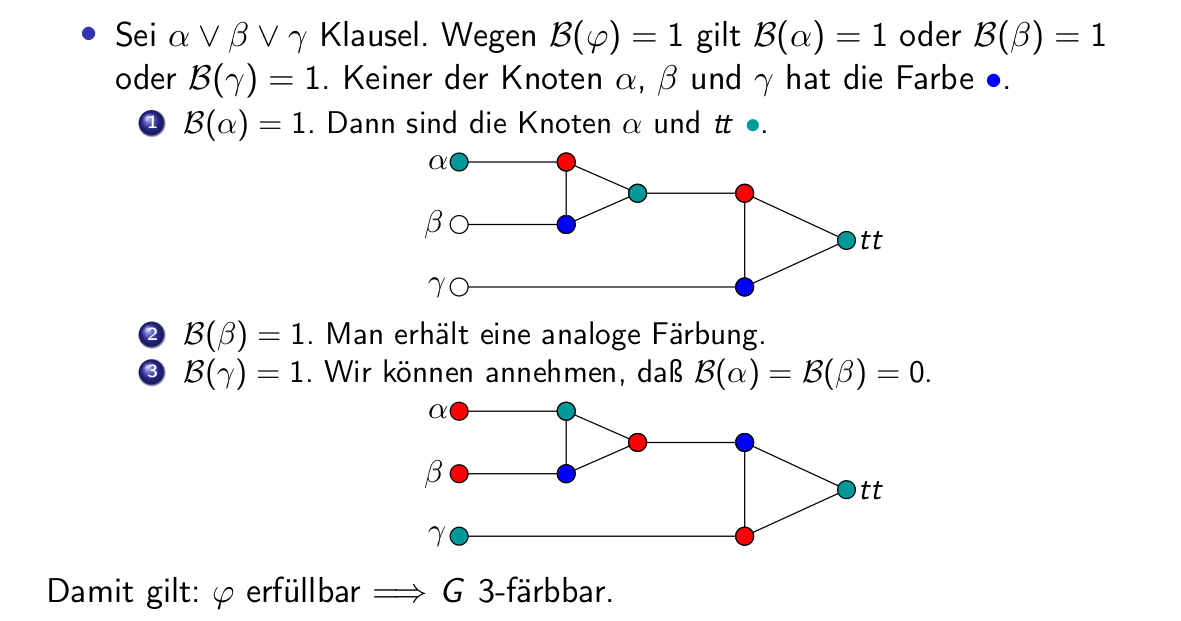 • Sei α ∨ β ∨ γ Klausel. Wegen ℬ(φ) = 1 gilt ℬ(α) = 1 oder ℬ(β) = 1
oder ℬ(γ) = 1. Keiner der Knoten α, β und γ hat die Farbe •.
1 ℬ(α) = 1. Dann sind die Knoten α und tt •.
α
β
tt
γ
2 ℬ(β) = 1. Man erhält eine analoge Färbung.
3 ℬ(γ) = 1. Wir können annehmen, daß ℬ(α) = ℬ(β) = 0.
α
β
tt
γ
Damit gilt: φ erfüllbar ⟹ G 3-färbbar.